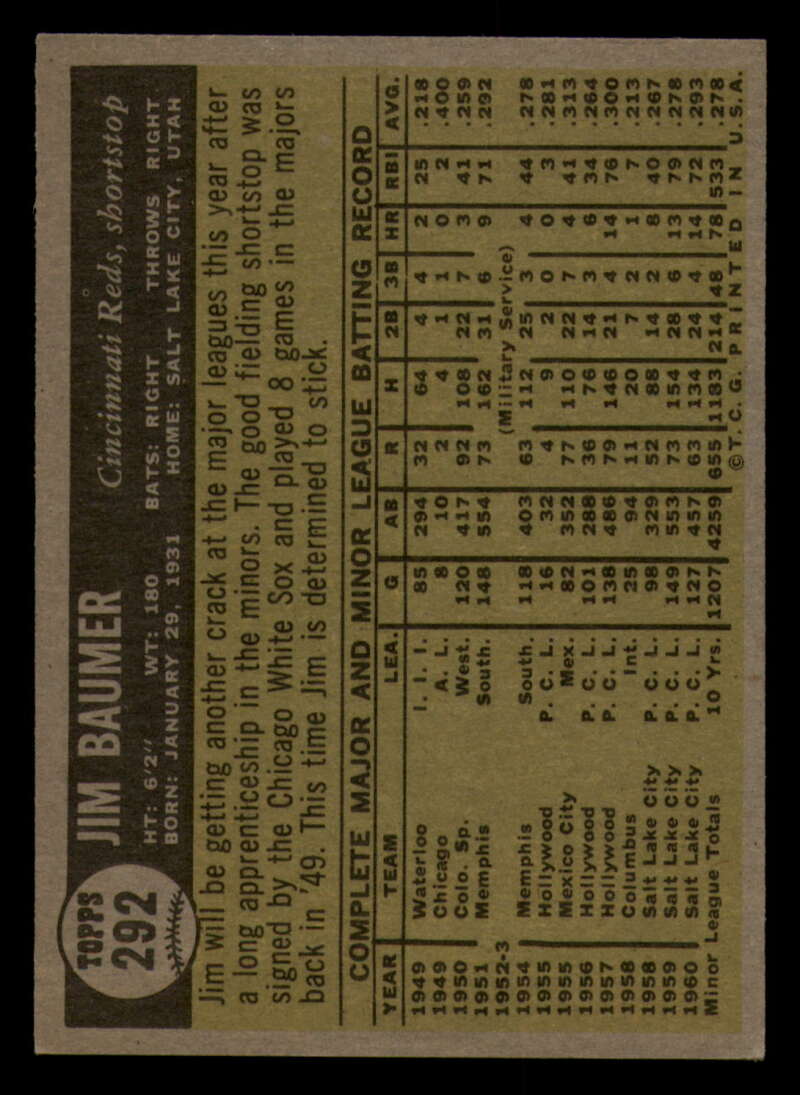 TOPPS
292
JIM BAUMER Cincinnati Reds, shortstop
HT: 6'2" WT: 180 BATS: RIGHT THROWS RIGHT
BORN: JANUARY 29, 1931 HOME: SALT LAKE CITY, UTAH
Jim will be getting another crack at the major leagues this year after
a long apprenticeship in the minors. The good fielding shortstop was
signed by the Chicago White Sox and played 8 games in the majors
back in '49. This time Jim is determined to stick.
COMPLETE MAJOR AND MINOR LEAGUE BATTING RECORD
YEAR TEAM LEA. G AB R H 2B 3B HR RBI AVG.
1949 Waterloo I. I. I. 85 294 32 64 4 4 2 25 .218
1949 Chicago A. L. 8 10 2 4 1 1 0 2 .400
1950 Colo. Sp. West. 120 417 92 108 22 7 3 41 .259
1951 Memphis South. 148 554 73 162 31 6 9 71 .292
1952-3 (Military Service)
1954 Memphis South. 118 403 63 112 25 3 4 44 .278
1955 Hollywood P. C. L. 16 32 4 9 2 0 0 3 .281
1955 Mexico City Mex. 82 352 77 110 22 7 4 41 .313
1956 Hollywood P. C. L. 101 288 36 76 14 3 6 34 .264
1957 Hollywood P. C. L. 138 486 79 146 21 4 14 76 .300
1958 Columbus Int. 25 94 11 20 7 2 1 7 .213
1958 Salt Lake City P. C. L. 98 329 52 88 14 2 8 40 .267
1959 Salt Lake City P. C. L. 149 553 73 154 28 6 13 79 .278
1960 Salt Lake City P. C. L. 127 457 63 134 24 4 14 72 .293
Minor League Totals 10 Yrs. 1207 4259 655 1183 214 48 78 533 .278
©T. C. G. PRINTED IN U.S.A.